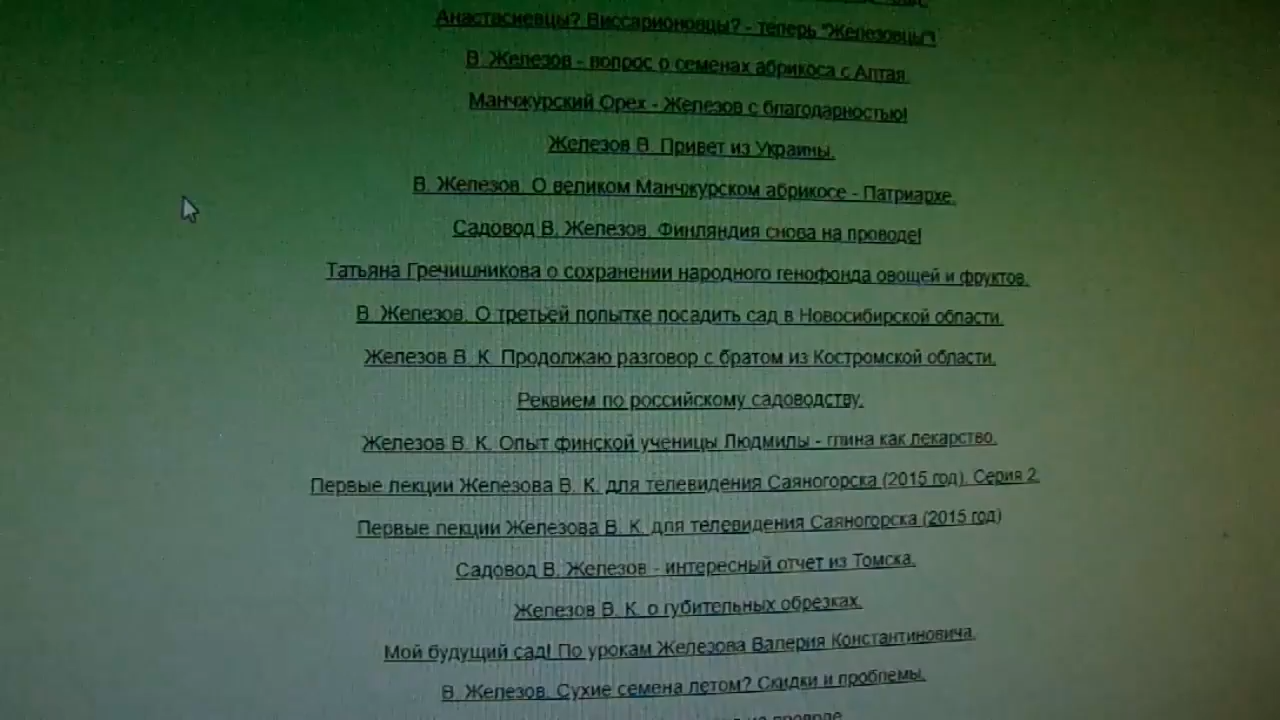 Анастасиевцы? Виссарионовцы? - теперь "Железовцы"!
В. Железов - вопрос о семенах абрикоса с Алтая.
Манчжурский Орех - Железов с благодарностью!
Железов В. Привет из Украины.
В. Железов. О великом Манчжурском абрикосе - Патриархе.
Садовод В. Железов. Финляндия снова на проводе!
Татьяна Гречишникова о сохранении народного генофонда овощей и фруктов.
В. Железов. О третьей попытке посадить сад в Новосибирской области.
Железов В. К. Продолжаю разговор с братом из Костромской области.
Реквием по российскому садоводству.
Железов В. К. Опыт финской ученицы Людмилы - глина как лекарство.
Первые лекции Железова В. К. для телевидения Саяногорска (2015 год). Серия 2.
Первые лекции Железова В. К. для телевидения Саяногорска (2015 год)
Садовод В. Железов - интересный отчет из Томска.
Железов В. К. о губительных обрезках.
Мой будущий сад! По урокам Железова Валерия Константиновича.
В. Железов. Сухие семена летом? Скидки и проблемы.